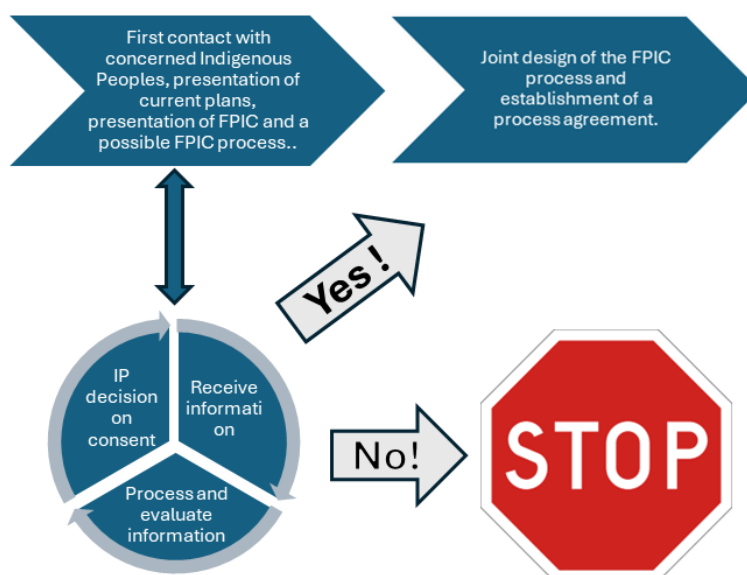 First contact with
concerned Indigenous
Peoples, presentation of
current plans,
presentation of FPIC and a
possible FPIC process..
Joint design of the FPIC
process and
establishment of a
process agreement.
Yes !
IP
decision
on
consent
Receive
informati
on
Process and
evaluate
information
No!
STOP